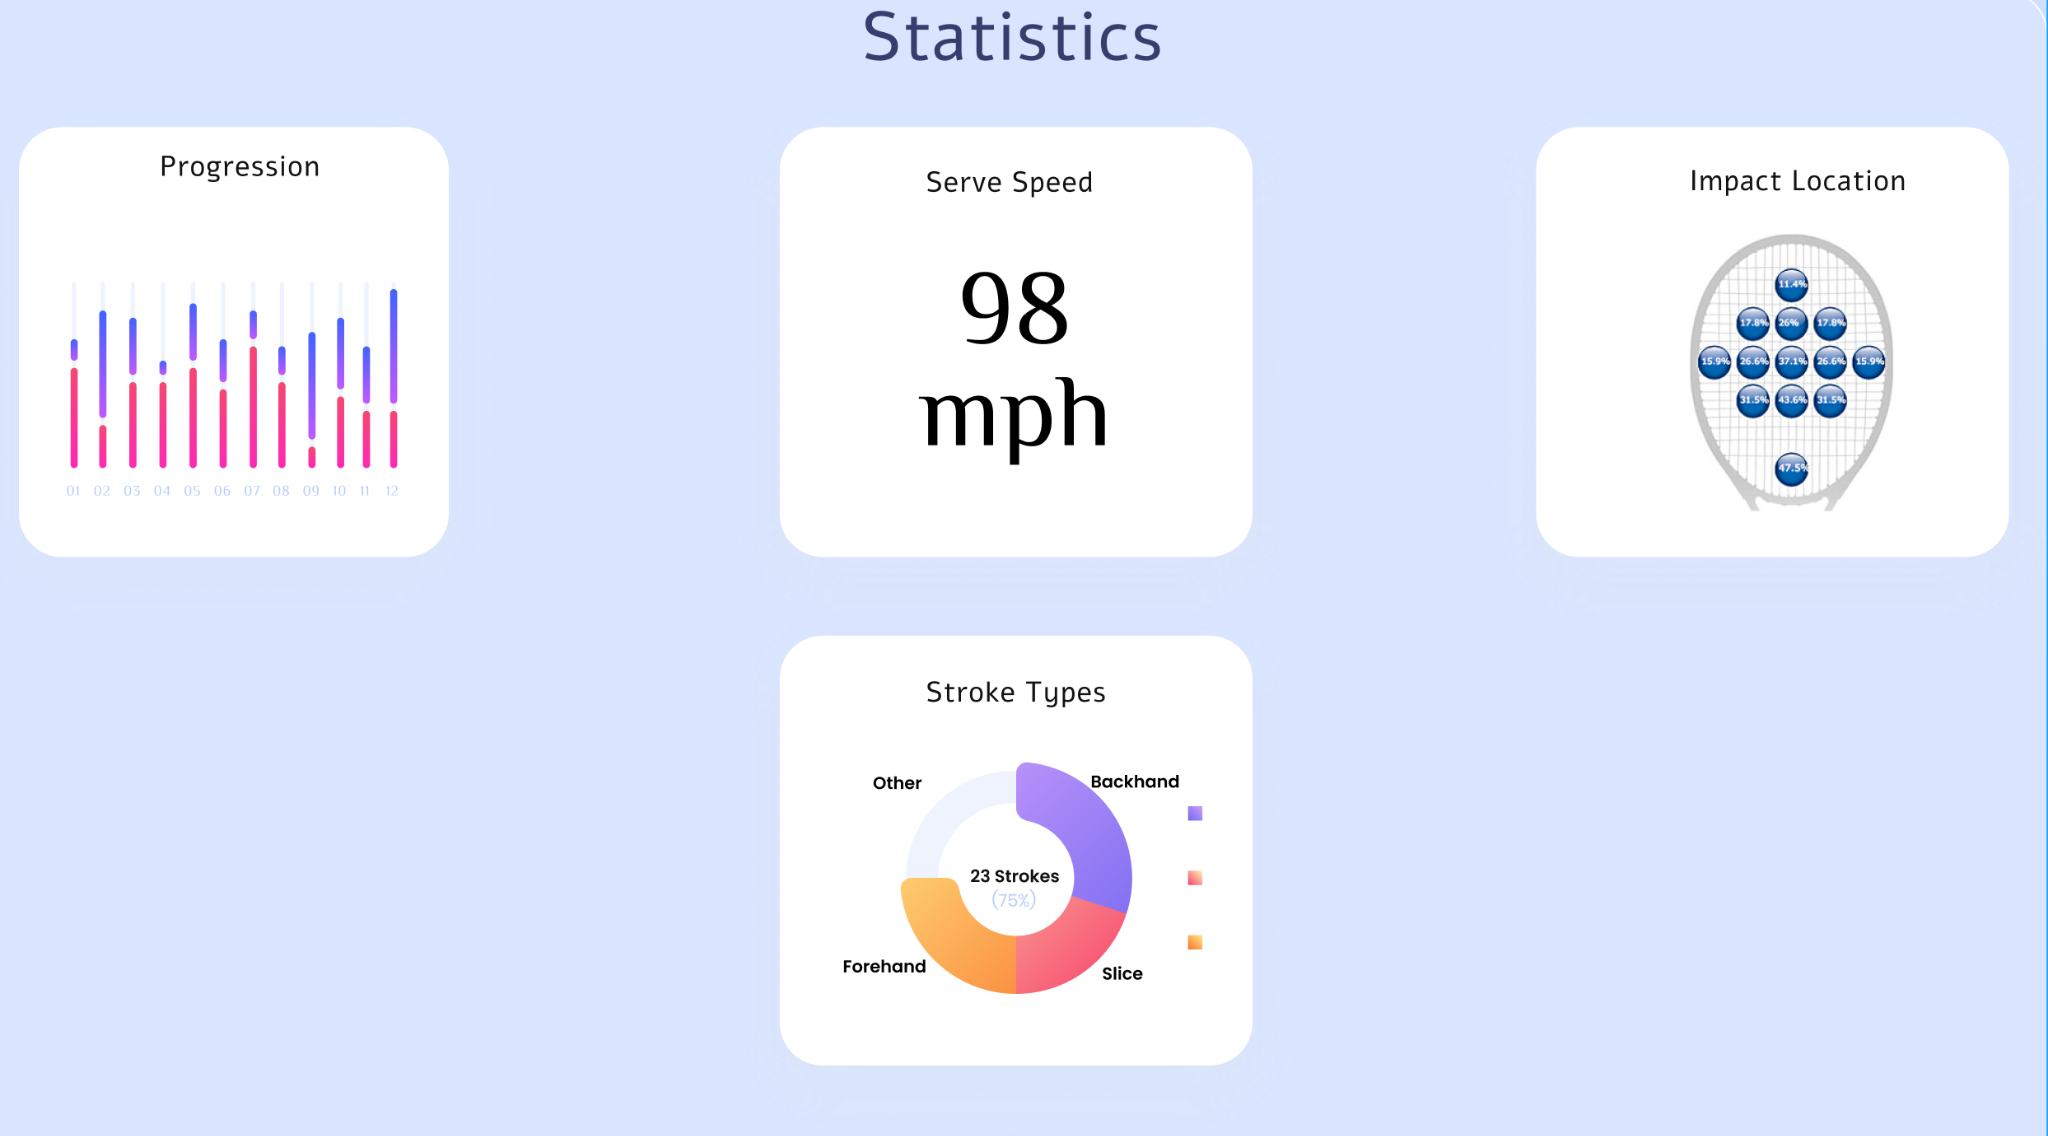 Statistics
Progression
01 02 03 04 05 06 07 08 09 10 11 12
Serve Speed
98
mph
Impact Location
11.4%
17.8% 26% 17.8%
15.9% 26.6% 37.1% 26.6% 15.9%
31.5% 43.6% 31.5%
47.5%
Stroke Types
Other
Backhand
23 Strokes
(75%)
Forehand
Slice